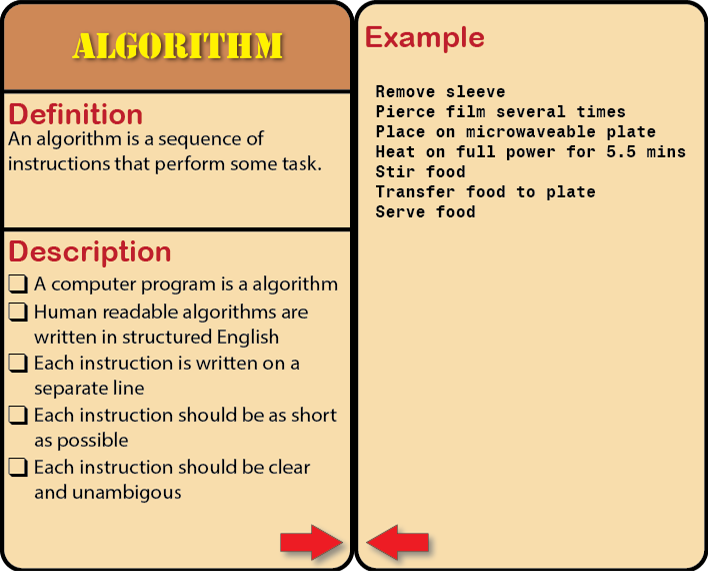 ALGORITHM
Definition
An algorithm is a sequence of
instructions that perform some task.
Description
A computer program is a algorithm
Human readable algorithms are
written in structured English
Each instruction is written on a
separate line
Each instruction should be as short
as possible
Each instruction should be clear
and unambigous
Example
Remove sleeve
Pierce film several times
Place on microwaveable plate
Heat on full power for 5.5 mins
Stir food
Transfer food to plate
Serve food